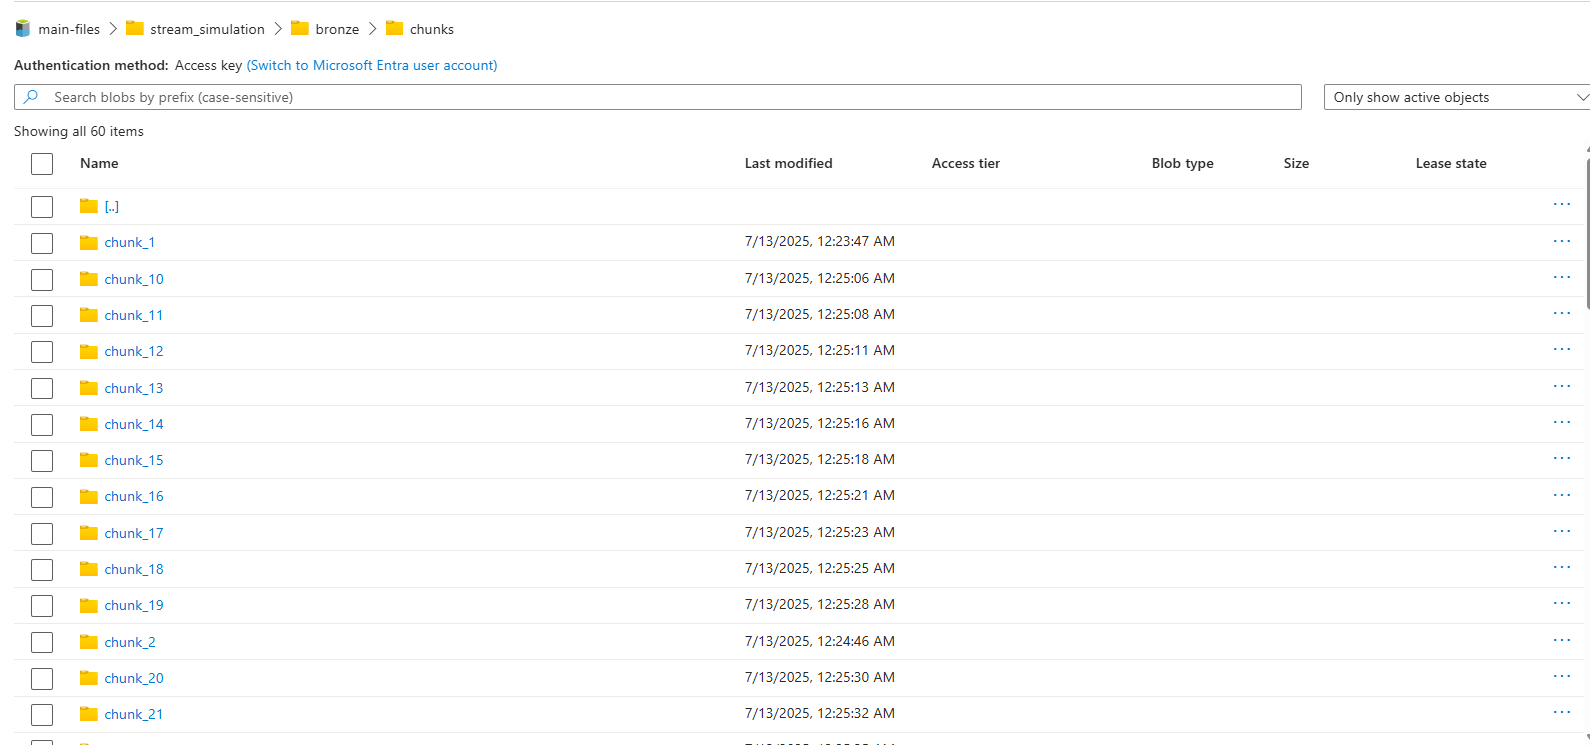 main-files > stream_simulation > bronze > chunks
Authentication method: Access key (Switch to Microsoft Entra user account)
Search blobs by prefix (case-sensitive) Only show active objects
Showing all 60 items
Name Last modified Access tier Blob type Size Lease state
[..] ...
chunk_1 7/13/2025, 12:23:47 AM ...
chunk_10 7/13/2025, 12:25:06 AM ...
chunk_11 7/13/2025, 12:25:08 AM ...
chunk_12 7/13/2025, 12:25:11 AM ...
chunk_13 7/13/2025, 12:25:13 AM ...
chunk_14 7/13/2025, 12:25:16 AM ...
chunk_15 7/13/2025, 12:25:18 AM ...
chunk_16 7/13/2025, 12:25:21 AM ...
chunk_17 7/13/2025, 12:25:23 AM ...
chunk_18 7/13/2025, 12:25:25 AM ...
chunk_19 7/13/2025, 12:25:28 AM ...
chunk_2 7/13/2025, 12:24:46 AM ...
chunk_20 7/13/2025, 12:25:30 AM ...
chunk_21 7/13/2025, 12:25:32 AM ...